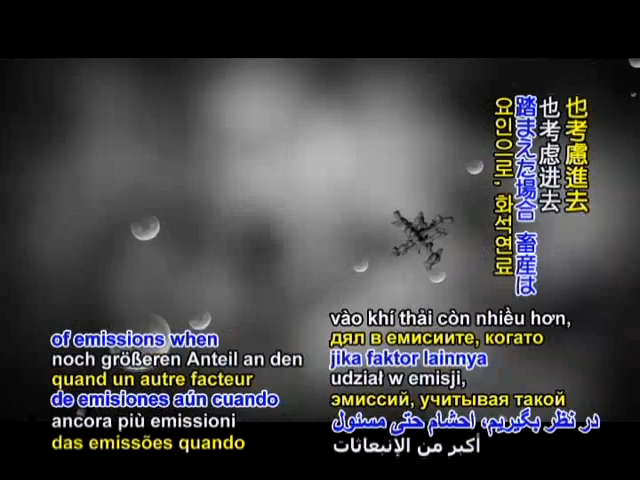 也考慮進去
也考虑进去
踏まえた場合 畜産は
요인으로, 화석연료
of emissions when
noch größeren Anteil an den
quand un autre facteur
de emisiones aún cuando
ancora più emissioni
das emissões quando
vào khí thải còn nhiều hơn,
дял в емисиите, когато
jika faktor lainnya
udział w emisji,
эмиссий, учитывая такой
در نظر بگیریم، احشام حتی مسئول
أكبر من الإنبعاثات